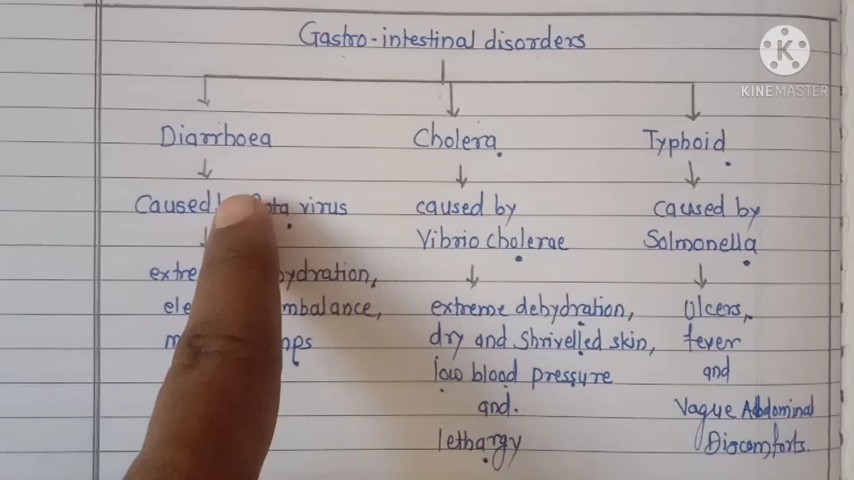 Gastro-intestinal disorders
KINEMASTER
Diarrhoea
Cholera
Typhoid
Caused virus
caused by
Vibrio cholerae
caused by
Salmonella
extreme dehydration,
dry and Shrivelled skin,
low blood pressure
and.
lethargy
Ulcers,
fever
and
Vague Abdominal
Discomforts.